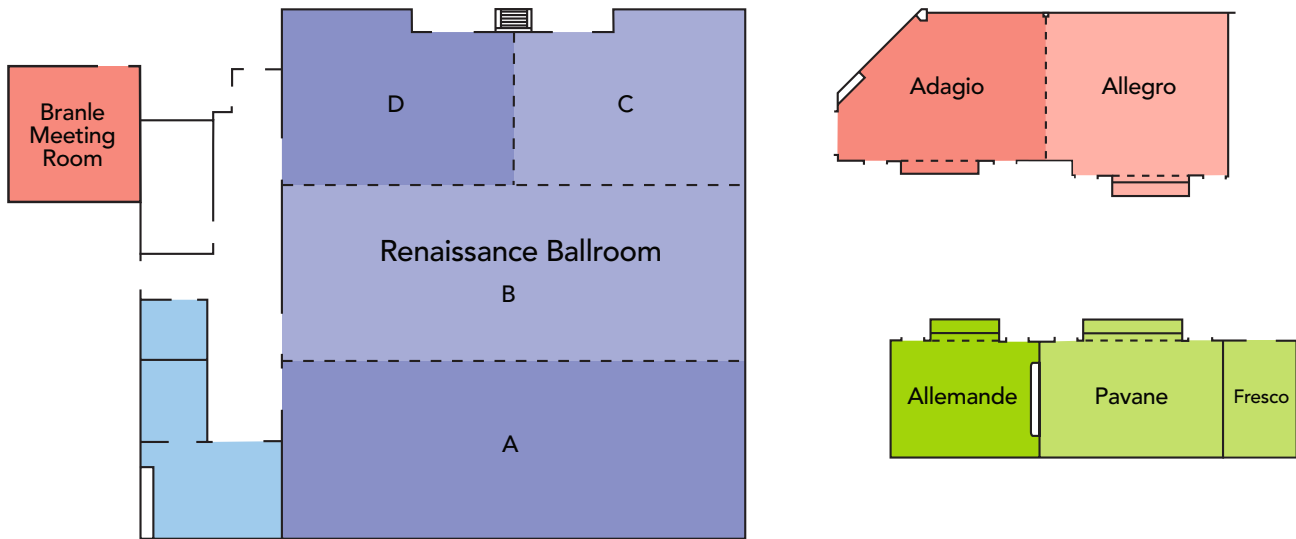 Branle
Meeting
Room
D
C
Renaissance Ballroom
B
A
Adagio
Allegro
Allemande
Pavane
Fresco